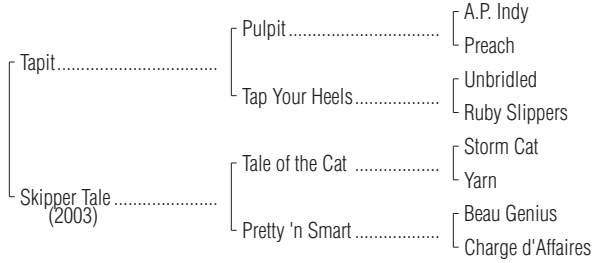 A.P. Indy
Pulpit........................................
Preach
Tapit..................................
Unbridled
Tap Your Heels..................
Ruby Slippers
Storm Cat
Tale of the Cat ..................
Yarn
Skipper Tale ......................
(2003)
Beau Genius
Pretty 'n Smart..................
Charge d'Affaires